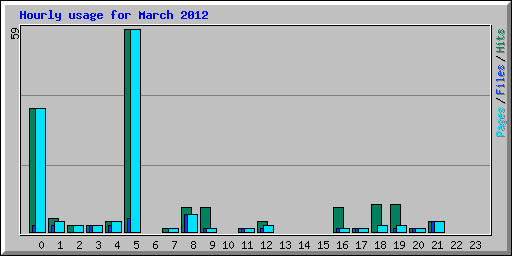 Hourly usage for March 2012
59
Pages/Files/Hits
0 1 2 3 4 5 6 7 8 9 10 11 12 13 14 15 16 17 18 19 20 21 22 23